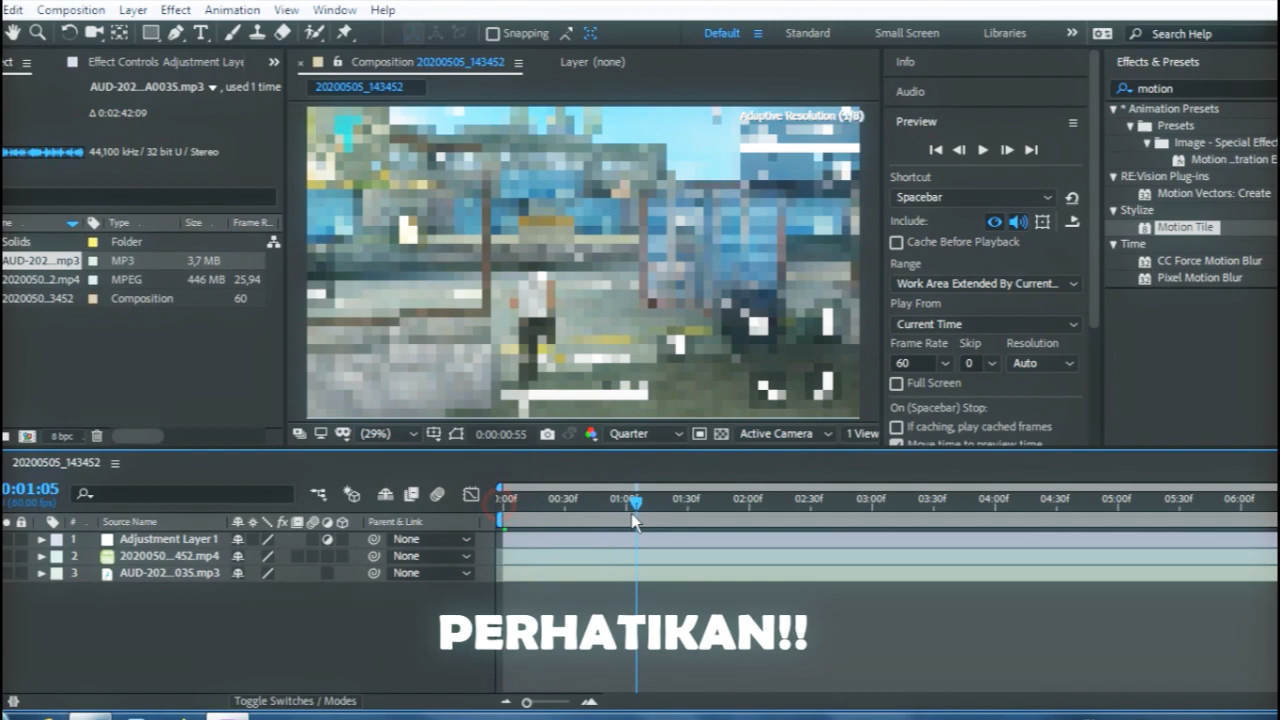 Edit Composition Layer Effect Animation View Window Help
Snapping Default Standard Small Screen Libraries Search Help
Effect Controls Adjustment Laye
AUD-202...A0035.mp3 , used 1 time
Δ 0:02:42:09
44,100 kHz / 32 bit U / Stereo
Type Size Frame R...
Solids Folder
AUD-202...mp3 MP3 3,7 MB
2020050...2.mp4 MPEG 446 MB 25,94
2020050...3452 Composition 60
8 bpc
Composition 20200505_143452 Layer (none)
20200505_143452
Adaptive Resolution (1/8)
(29%) 0:00:00:55 Quarter Active Camera 1 View
Info
Audio
Preview
Shortcut
Spacebar
Include:
Cache Before Playback
Range
Work Area Extended By Current...
Play From
Current Time
Frame Rate Skip Resolution
60 0 Auto
Full Screen
On (Spacebar) Stop:
If caching, play cached frames
Move time to preview time
Effects & Presets
motion
* Animation Presets
Presets
Image - Special Effec
Motion ...tration E
RE:Vision Plug-ins
Motion Vectors: Create
Stylize
Motion Tile
Time
CC Force Motion Blur
Pixel Motion Blur
20200505_143452
0:01:05
(60.00 fps)
:00f 00:30f 01:00f 01:30f 02:00f 02:30f 03:00f 03:30f 04:00f 04:30f 05:00f 05:30f 06:00f
# Source Name Parent & Link
1 Adjustment Layer 1 None
2 2020050...452.mp4 None
3 AUD-202...035.mp3 None
PERHATIKAN!!
Toggle Switches / Modes